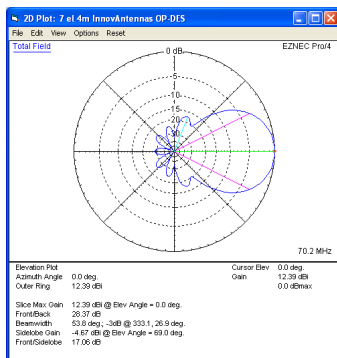 2D Plot: 7 el 4m InnovAntennas OP-DES
File Edit View Options Reset
Total Field
0 dB
EZNEC Pro/4
-5
-10
-15
-20
-30
70.2 MHz
Elevation Plot
Cursor Elev 0.0 deg.
Azimuth Angle 0.0 deg.
Gain 12.39 dBi
Outer Ring 12.39 dBi
0.0 dBmax
Slice Max Gain 12.39 dBi @ Elev Angle = 0.0 deg.
Front/Back 28.37 dB
Beamwidth 53.8 deg.; -3dB @ 333.1, 26.9 deg.
Sidelobe Gain -4.67 dBi @ Elev Angle = 69.0 deg.
Front/Sidelobe 17.06 dB